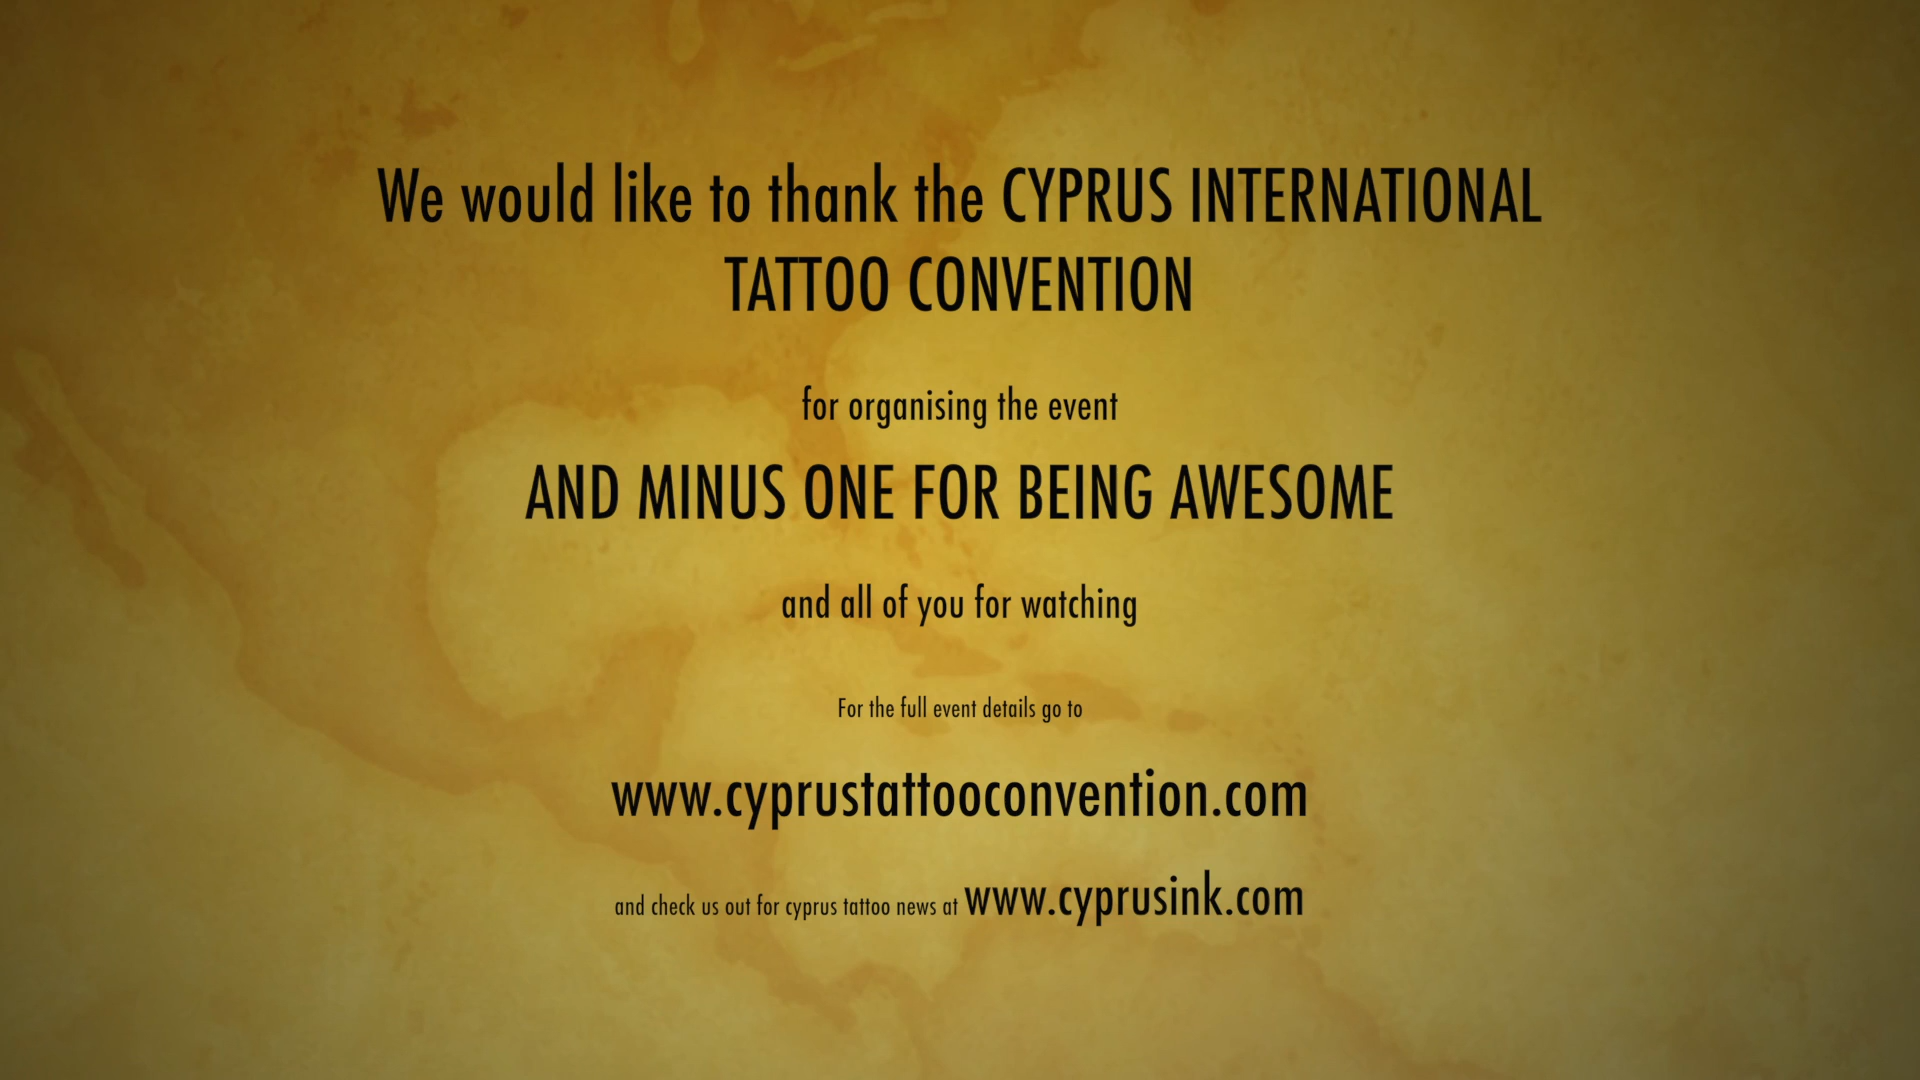 We would like to thank the CYPRUS INTERNATIONAL
TATTOO CONVENTION
for organising the event
AND MINUS ONE FOR BEING AWESOME
and all of you for watching
For the full event details go to
www.cyprustattooconvention.com
and check us out for cyprus tattoo news at www.cyprusink.com